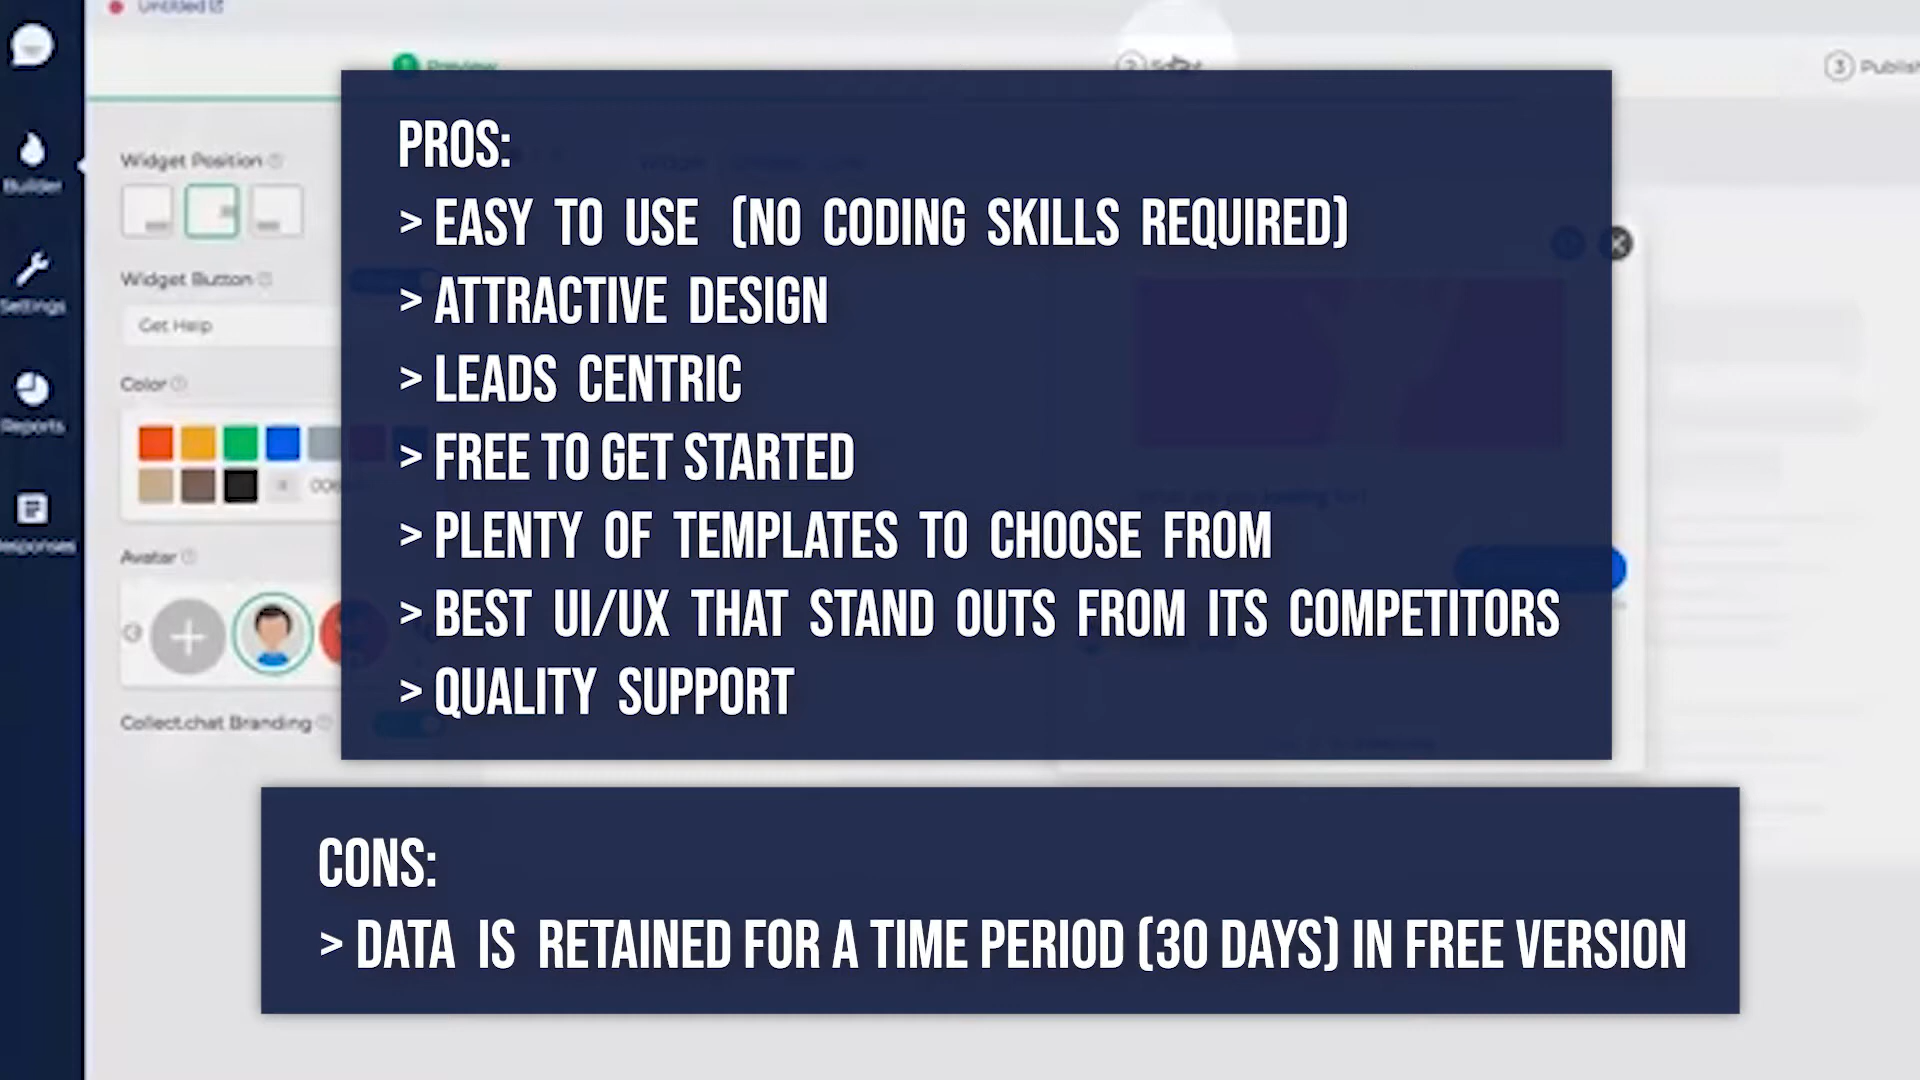 Untitled
Preview
3 Publish
Builder
Settings
Reports
Widget Position
Widget Button
Get Help
Color
Avatar
Collect.chat Branding
PROS:
> EASY TO USE (NO CODING SKILLS REQUIRED)
> ATTRACTIVE DESIGN
> LEADS CENTRIC
> FREE TO GET STARTED
> PLENTY OF TEMPLATES TO CHOOSE FROM
> BEST UI/UX THAT STAND OUTS FROM ITS COMPETITORS
> QUALITY SUPPORT
CONS:
> DATA IS RETAINED FOR A TIME PERIOD (30 DAYS) IN FREE VERSION